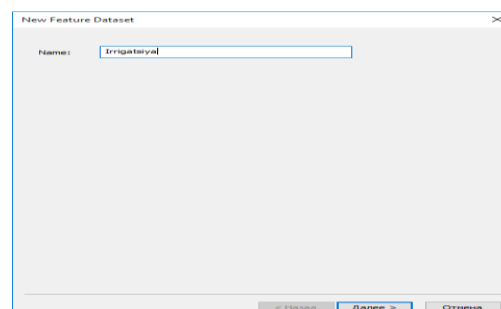 New Feature Dataset
Name: Irrigatsiya
< Назад Далее > Отмена